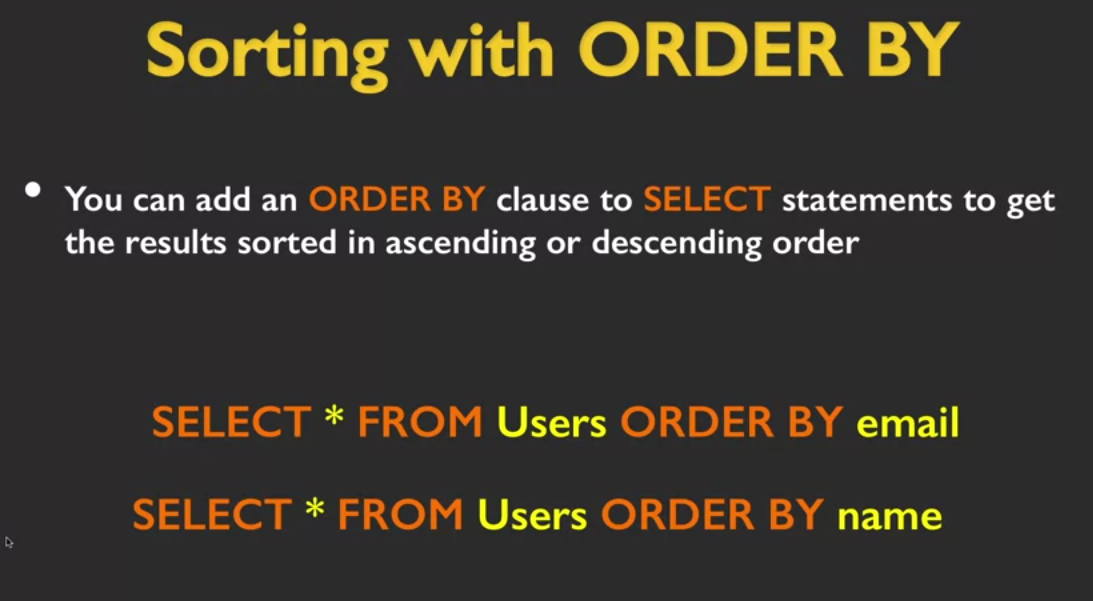 Sorting with ORDER BY
• You can add an ORDER BY clause to SELECT statements to get
the results sorted in ascending or descending order
SELECT * FROM Users ORDER BY email
SELECT * FROM Users ORDER BY name